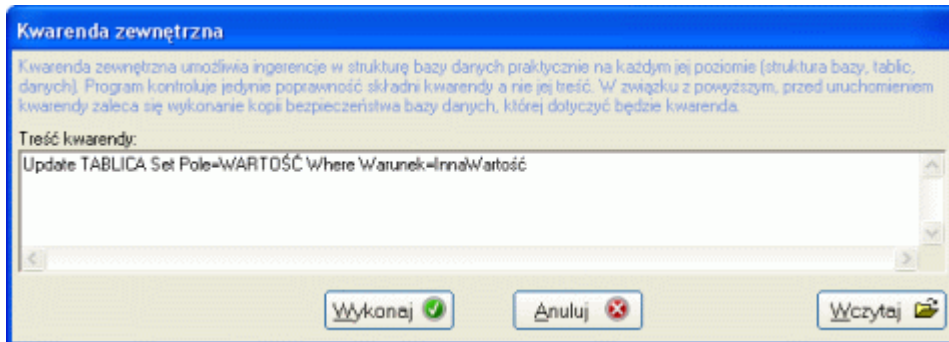 Kwarenda zewnętrzna
Kwarenda zewnętrzna umożliwia ingerencje w strukturę bazy danych praktycznie na każdym jej poziomie (struktura bazy, tablic,
danych). Program kontroluje jedynie poprawność składni kwarendy a nie jej treść. W związku z powyższym, przed uruchomieniem
kwarendy zaleca się wykonanie kopii bezpieczeństwa bazy danych, której dotyczyć będzie kwarenda.
Treść kwarendy:
Update TABLICA Set Pole=WARTOŚĆ Where Warunek=InnaWartość
Wykonaj Anuluj Wczytaj